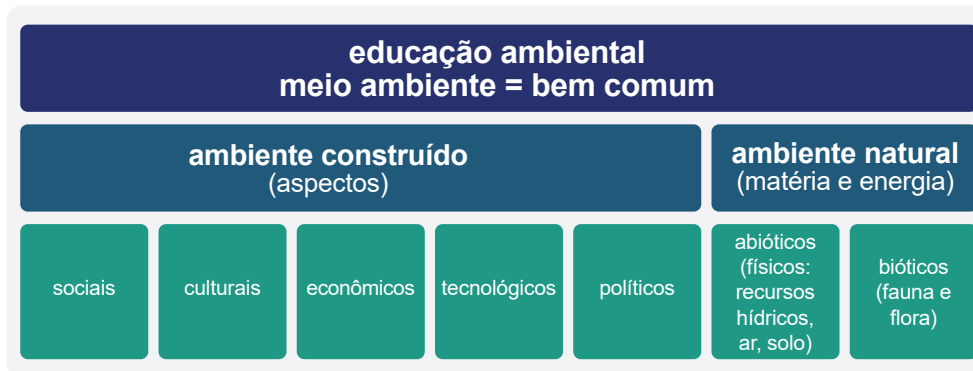 educação ambiental
meio ambiente = bem comum
ambiente construído
(aspectos)
ambiente natural
(matéria e energia)
sociais
culturais
econômicos
tecnológicos
políticos
abióticos
(físicos:
recursos
hídricos,
ar, solo)
bióticos
(fauna e
flora)